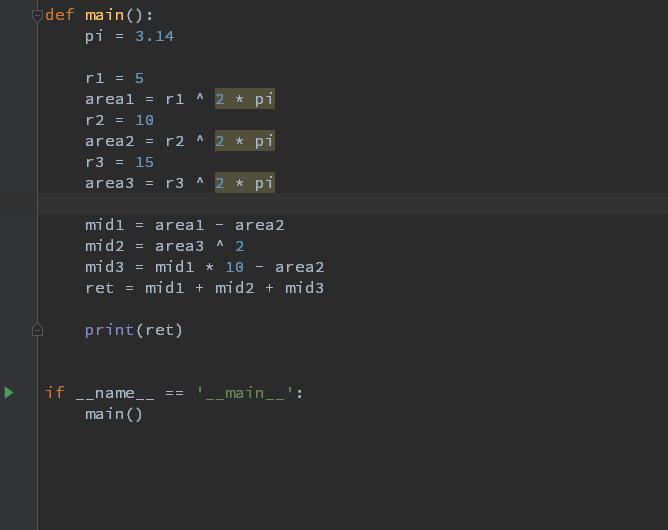 def main():
    pi = 3.14

    r1 = 5
    area1 = r1 ^ 2 * pi
    r2 = 10
    area2 = r2 ^ 2 * pi
    r3 = 15
    area3 = r3 ^ 2 * pi

    mid1 = area1 - area2
    mid2 = area3 ^ 2
    mid3 = mid1 * 10 - area2
    ret = mid1 + mid2 + mid3

    print(ret)


if __name__ == '__main__':
    main()